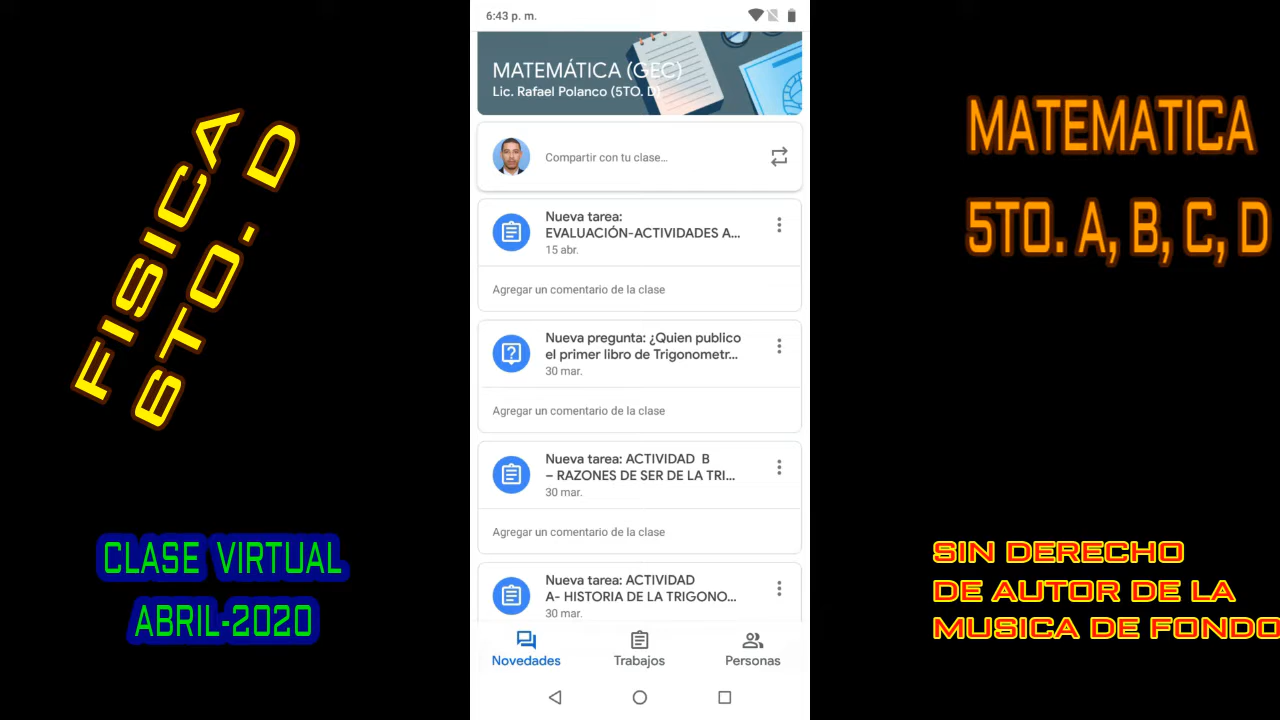 FISICA
6TO. D
CLASE VIRTUAL
ABRIL-2020
6:43 p. m.
MATEMÁTICA (GEC)
Lic. Rafael Polanco (5TO. D)
Compartir con tu clase...
Nueva tarea:
EVALUACIÓN-ACTIVIDADES A...
15 abr.
Agregar un comentario de la clase
Nueva pregunta: ¿Quien publico
el primer libro de Trigonometr...
30 mar.
Agregar un comentario de la clase
Nueva tarea: ACTIVIDAD B
– RAZONES DE SER DE LA TRI...
30 mar.
Agregar un comentario de la clase
Nueva tarea: ACTIVIDAD
A- HISTORIA DE LA TRIGONO...
30 mar.
Novedades Trabajos Personas
MATEMATICA
5TO. A, B, C, D
SIN DERECHO
DE AUTOR DE LA
MUSICA DE FONDO